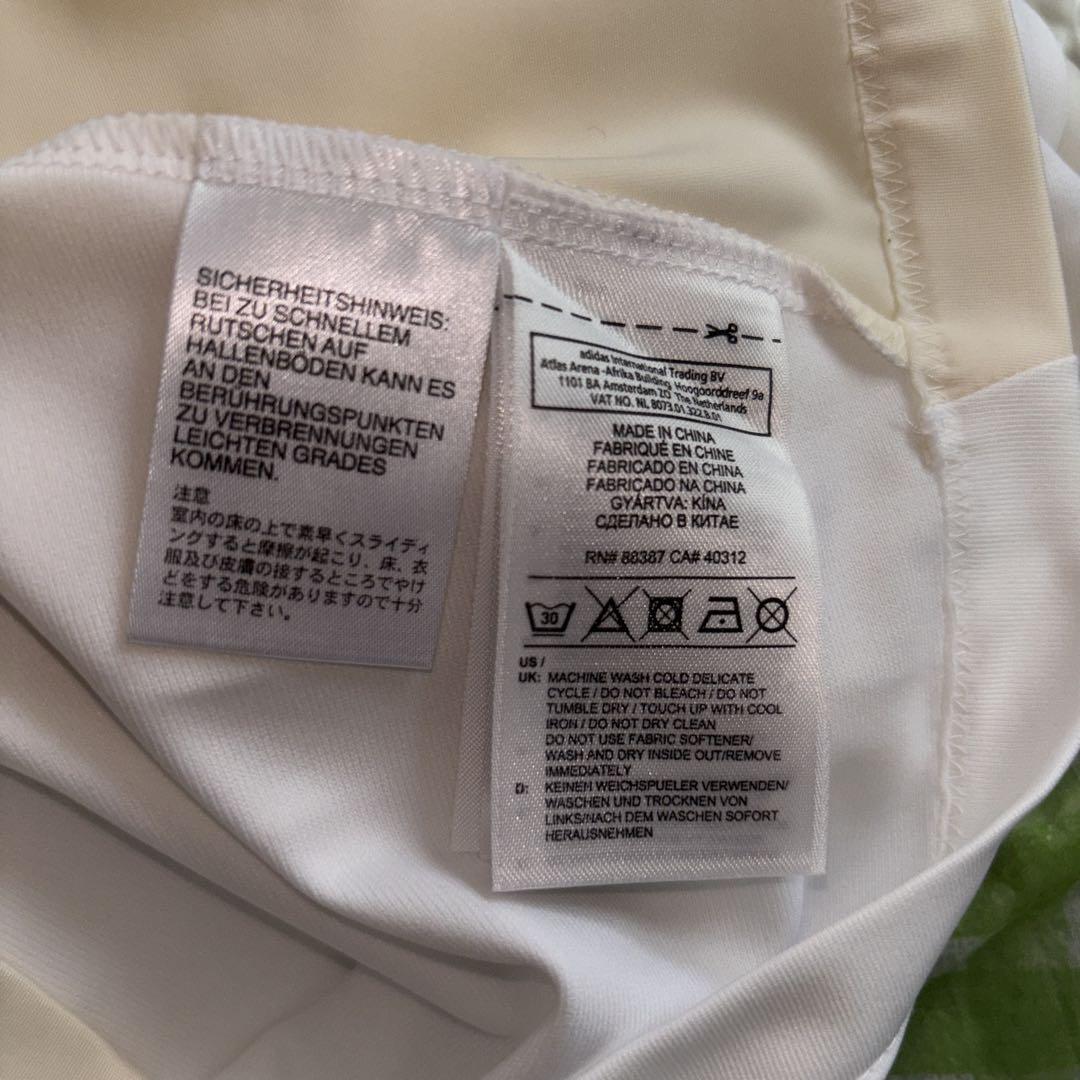 SICHERHEITSHINWEIS:
BEI ZU SCHNELLEM
RUTSCHEN AUF
HALLENBÖDEN KANN ES
AN DEN
BERÜHRUNGSPUNKTEN
ZU VERBRENNUNGEN
LEICHTEN GRADES
KOMMEN.
注意
室内の床の上で素早くスライディ
ングすると摩擦が起こり、床、衣
服及び皮膚の接するところでやけ
どをする危険がありますので十分
注意して下さい。
adidas International Trading BV
Atlas Arena -Afrika Building Hoogoorddreef 9a
1101 BA Amsterdam ZO The Netherlands
VAT NO. NL 8073.01.322.B.01
MADE IN CHINA
FABRIQUÉ EN CHINE
FABRICADO EN CHINA
FABRICADO NA CHINA
GYÁRTVA: KÍNA
СДЕЛАНО В КИТАЕ
RN# 88387 CA# 40312
30
US /
UK: MACHINE WASH COLD DELICATE
CYCLE / DO NOT BLEACH / DO NOT
TUMBLE DRY / TOUCH UP WITH COOL
IRON / DO NOT DRY CLEAN
DO NOT USE FABRIC SOFTENER/
WASH AND DRY INSIDE OUT/REMOVE
IMMEDIATELY
D: KEINEN WEICHSPUELER VERWENDEN/
WASCHEN UND TROCKNEN VON
LINKS/NACH DEM WASCHEN SOFORT
HERAUSNEHMEN